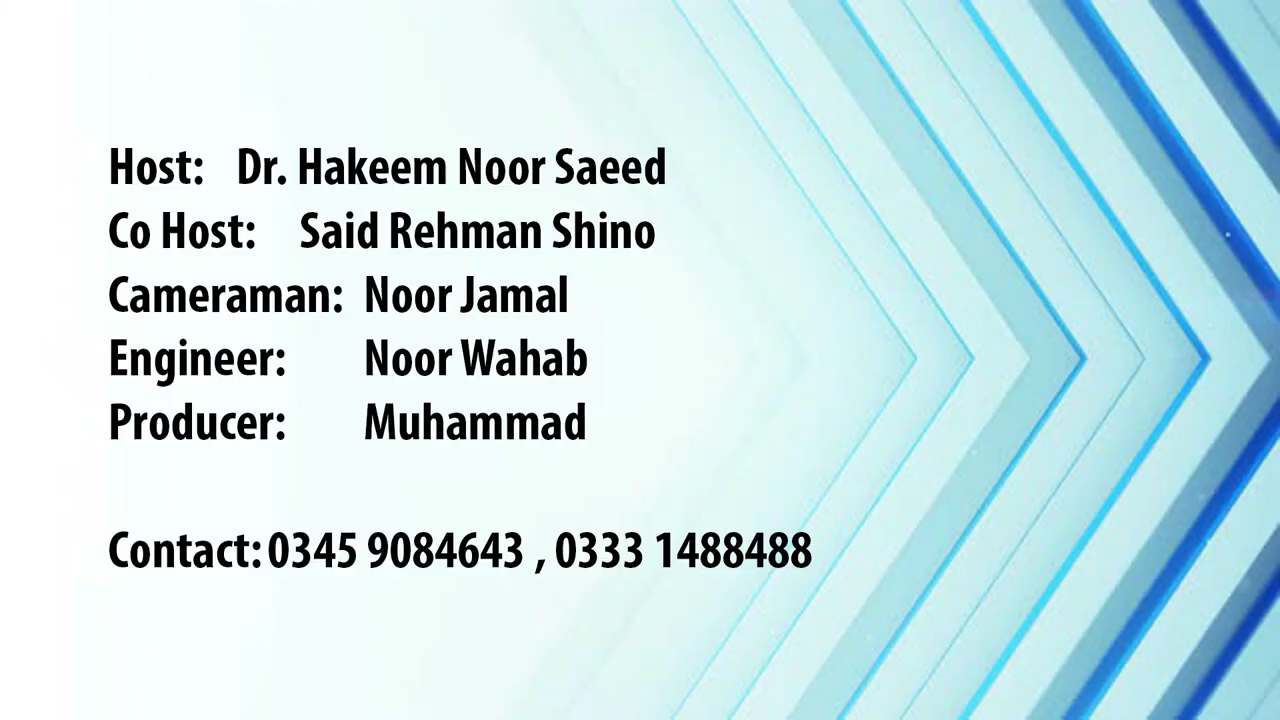 Host: Dr. Hakeem Noor Saeed
Co Host: Said Rehman Shino
Cameraman: Noor Jamal
Engineer: Noor Wahab
Producer: Muhammad
Contact: 0345 9084643 , 0333 1488488